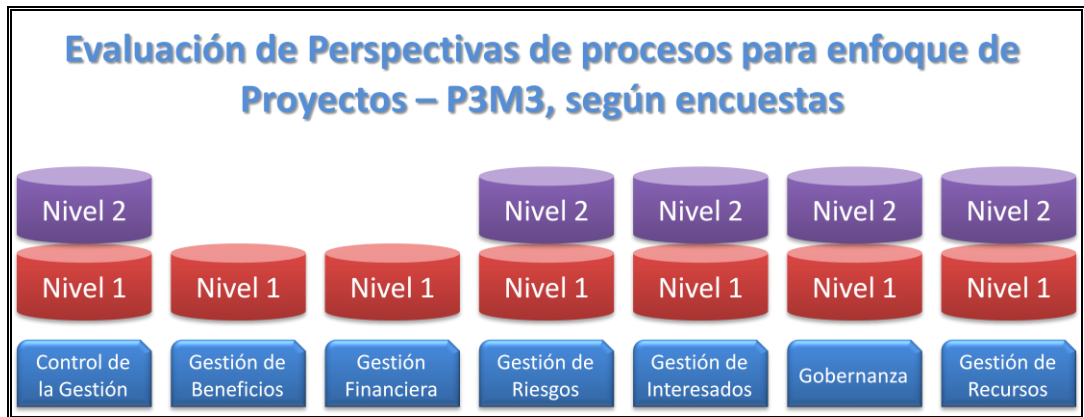 Evaluación de Perspectivas de procesos para enfoque de
Proyectos – P3M3, según encuestas
Nivel 2
Nivel 2
Nivel 2
Nivel 2
Nivel 2
Nivel 1
Nivel 1
Nivel 1
Nivel 1
Nivel 1
Nivel 1
Nivel 1
Control de
la Gestión
Gestión de
Beneficios
Gestión
Financiera
Gestión de
Riesgos
Gestión de
Interesados
Gobernanza
Gestión de
Recursos